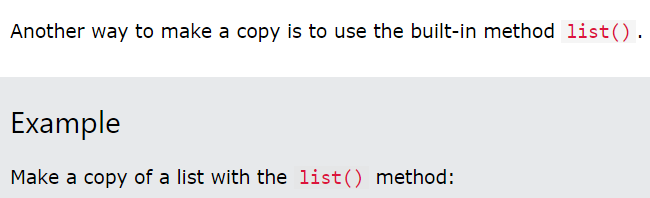 Another way to make a copy is to use the built-in method list().
Example
Make a copy of a list with the list() method: